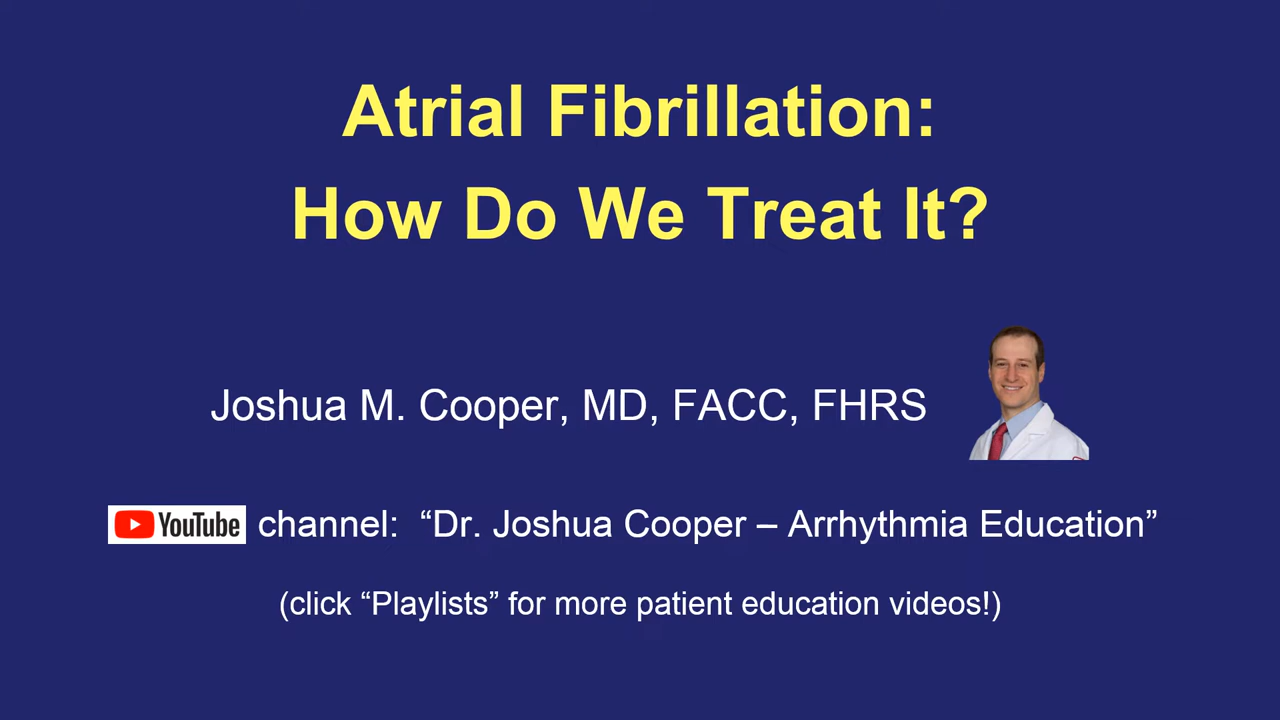 Atrial Fibrillation:
How Do We Treat It?
Joshua M. Cooper, MD, FACC, FHRS
YouTube channel: “Dr. Joshua Cooper – Arrhythmia Education”
(click “Playlists” for more patient education videos!)